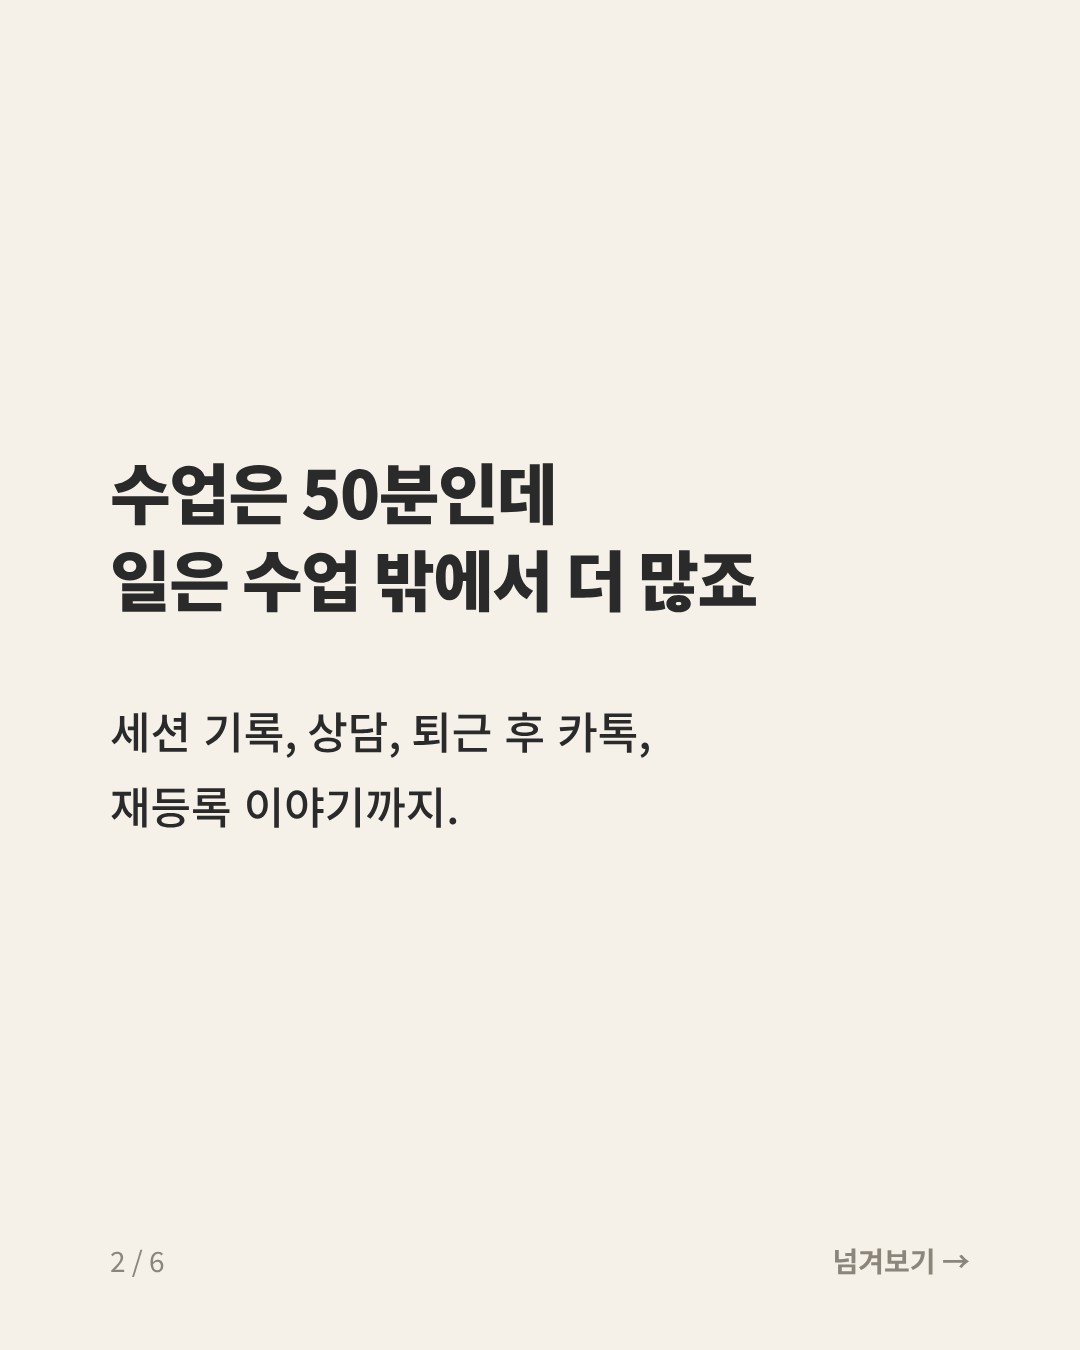 수업은 50분인데
일은 수업 밖에서 더 많죠
세션 기록, 상담, 퇴근 후 카톡,
재등록 이야기까지.
2 / 6
넘겨보기 →